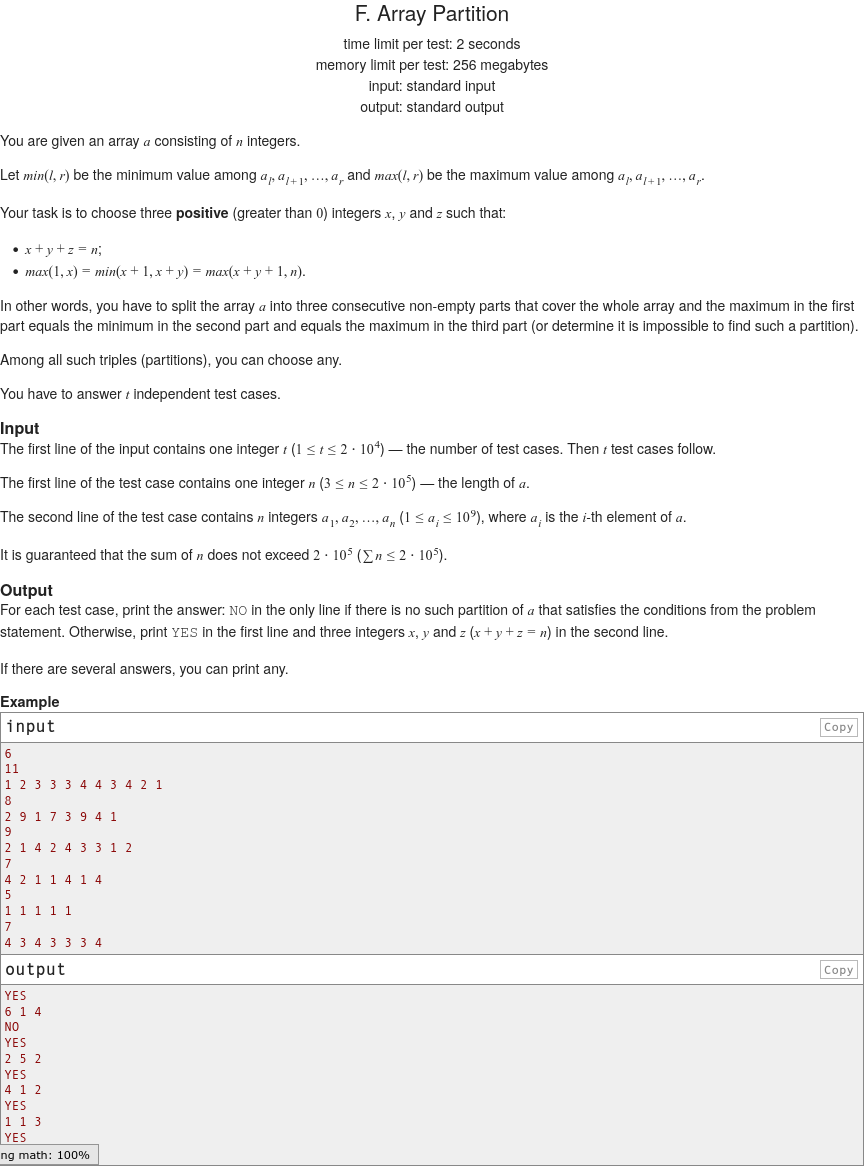 F. Array Partition
time limit per test: 2 seconds
memory limit per test: 256 megabytes
input: standard input
output: standard output
You are given an array a consisting of n integers.
Let min(l, r) be the minimum value among a_l, a_{l+1}, …, a_r and max(l, r) be the maximum value among a_l, a_{l+1}, …, a_r.
Your task is to choose three positive (greater than 0) integers x, y and z such that:
• x + y + z = n;
• max(1, x) = min(x + 1, x + y) = max(x + y + 1, n).
In other words, you have to split the array a into three consecutive non-empty parts that cover the whole array and the maximum in the first
part equals the minimum in the second part and equals the maximum in the third part (or determine it is impossible to find such a partition).
Among all such triples (partitions), you can choose any.
You have to answer t independent test cases.
Input
The first line of the input contains one integer t (1 ≤ t ≤ 2 · 10^4) — the number of test cases. Then t test cases follow.
The first line of the test case contains one integer n (3 ≤ n ≤ 2 · 10^5) — the length of a.
The second line of the test case contains n integers a_1, a_2, …, a_n (1 ≤ a_i ≤ 10^9), where a_i is the i-th element of a.
It is guaranteed that the sum of n does not exceed 2 · 10^5 (∑ n ≤ 2 · 10^5).
Output
For each test case, print the answer: NO in the only line if there is no such partition of a that satisfies the conditions from the problem
statement. Otherwise, print YES in the first line and three integers x, y and z (x + y + z = n) in the second line.
If there are several answers, you can print any.
Example
input Copy
6
11
1 2 3 3 3 4 4 3 4 2 1
8
2 9 1 7 3 9 4 1
9
2 1 4 2 4 3 3 1 2
7
4 2 1 1 4 1 4
5
1 1 1 1 1
7
4 3 4 3 3 3 4
output Copy
YES
6 1 4
NO
YES
2 5 2
YES
4 1 2
YES
1 1 3
YES
ng math: 100%